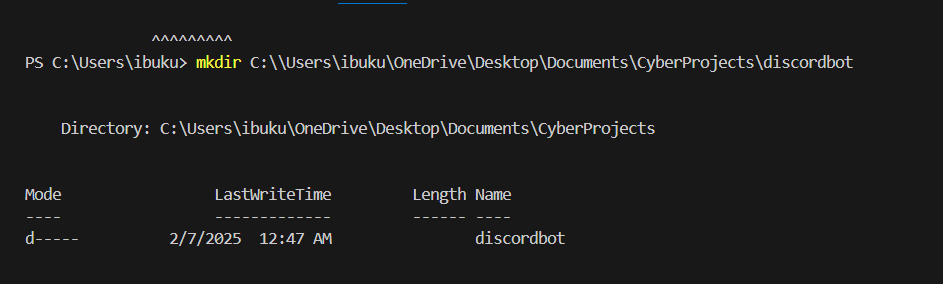 ^^^^^^^^^
PS C:\Users\ibuku> mkdir C:\\Users\ibuku\OneDrive\Desktop\Documents\CyberProjects\discordbot
Directory: C:\Users\ibuku\OneDrive\Desktop\Documents\CyberProjects
Mode LastWriteTime Length Name
---- ------------- ------ ----
d----- 2/7/2025 12:47 AM discordbot